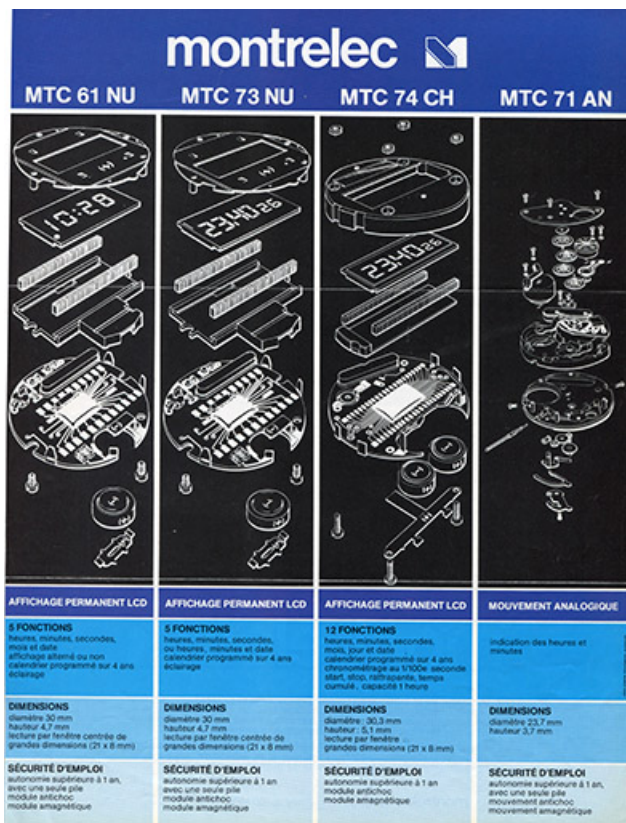 montrelec
MTC 61 NU
MTC 73 NU
MTC 74 CH
MTC 71 AN
10:28
23.40 26
23.40 26
AFFICHAGE PERMANENT LCD
5 FONCTIONS
heures, minutes, secondes,
mois et date
affichage alterné ou non
calendrier programmé sur 4 ans
éclairage
DIMENSIONS
diamètre 30 mm
hauteur 4,7 mm
lecture par fenêtre centrée de
grandes dimensions (21 x 8 mm)
SÉCURITÉ D'EMPLOI
autonomie supérieure à 1 an,
avec une seule pile
module antichoc
module amagnétique
AFFICHAGE PERMANENT LCD
5 FONCTIONS
heures, minutes, secondes,
ou heures, minutes et date
calendrier programmé sur 4 ans
éclairage
DIMENSIONS
diamètre 30 mm
hauteur 4,7 mm
lecture par fenêtre centrée de
grandes dimensions (21 x 8 mm)
SÉCURITÉ D'EMPLOI
autonomie supérieure à 1 an,
avec une seule pile
module antichoc
module amagnétique
AFFICHAGE PERMANENT LCD
12 FONCTIONS
heures, minutes, secondes,
mois, jour et date
calendrier programmé sur 4 ans
chronométrage au 1/100e seconde
start, stop, rattrapante, temps
cumulé, capacité 1 heure
DIMENSIONS
diamètre : 30,3 mm
hauteur : 5,1 mm
lecture par fenêtre
grandes dimensions (21 x 8 mm)
SÉCURITÉ D'EMPLOI
autonomie supérieure à 1 an
module antichoc
module amagnétique
MOUVEMENT ANALOGIQUE
indication des heures et
minutes
DIMENSIONS
diamètre 23,7 mm
hauteur 3,7 mm
SÉCURITÉ D'EMPLOI
autonomie supérieure à 1 an,
avec une seule pile
mouvement antichoc
mouvement amagnétique